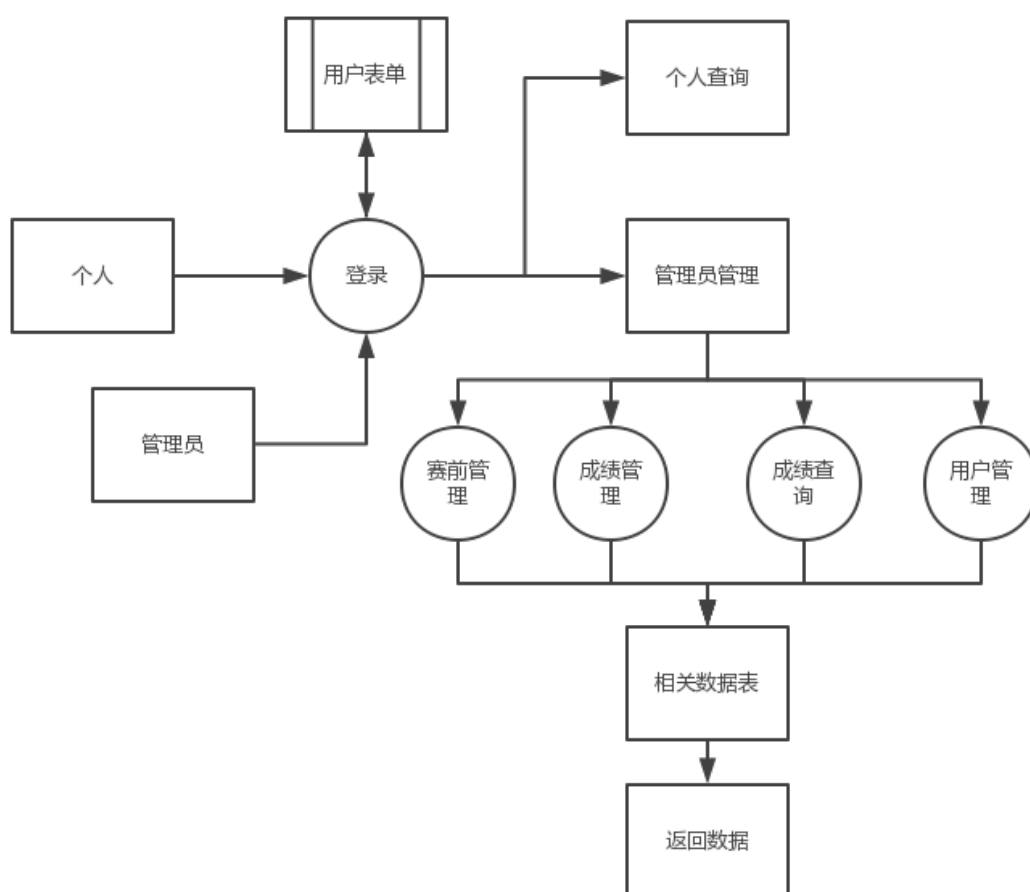 用户表单
个人查询
个人
登录
管理员管理
管理员
赛前管
理
成绩管
理
成绩查
询
用户管
理
相关数据表
返回数据